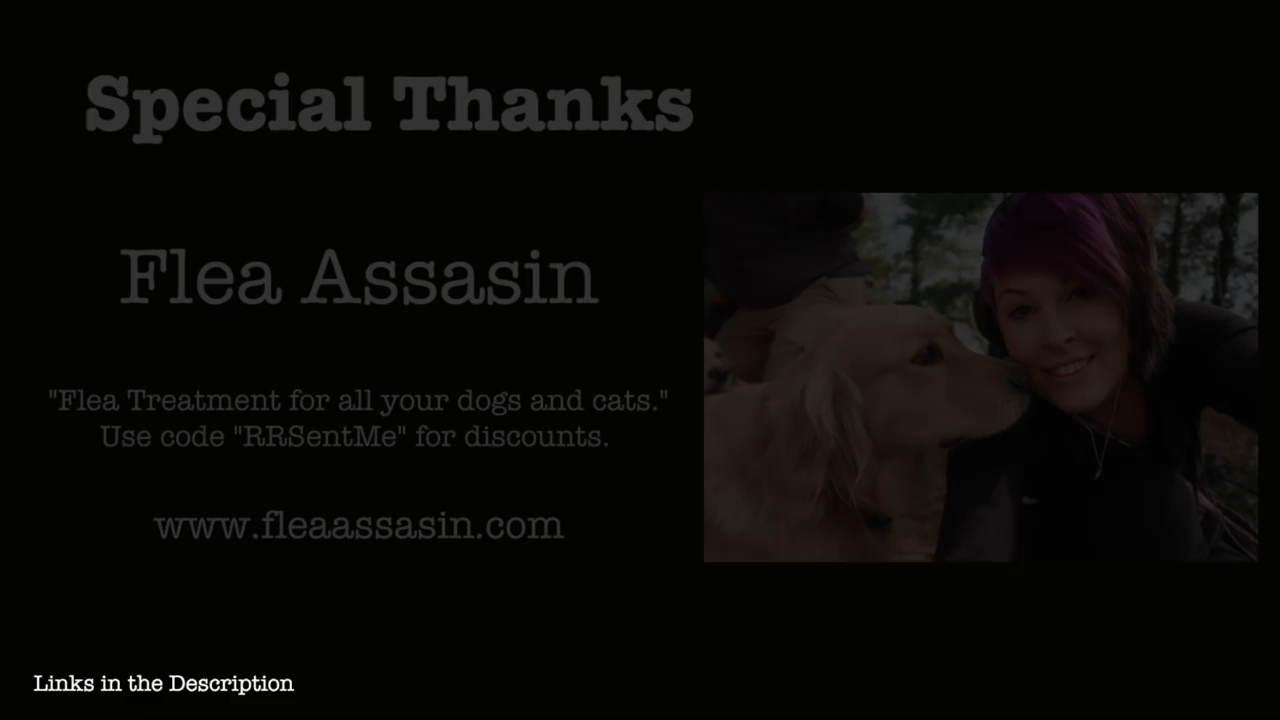 Special Thanks
Flea Assasin
"Flea Treatment for all your dogs and cats."
Use code "RRSentMe" for discounts.
www.fleaassasin.com
Links in the Description